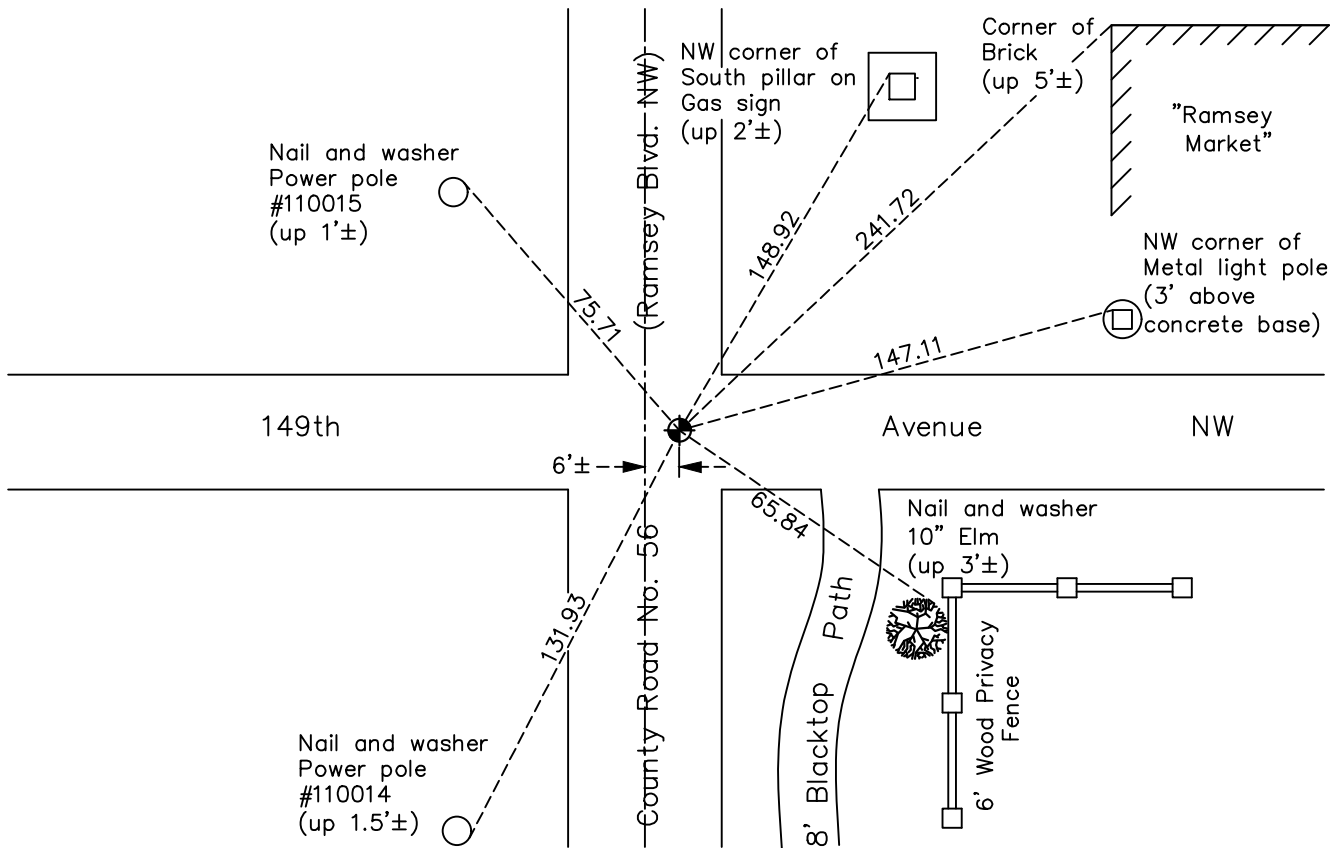 NW corner of
South pillar on
Gas sign
(up 2'±)
Corner of
Brick
(up 5'±)
"Ramsey
Market"
Nail and washer
Power pole
#110015
(up 1'±)
(Ramsey Blvd. NW)
148.92
241.72
NW corner of
Metal light pole
(3' above
concrete base)
75.71
147.11
149th Avenue NW
6'±
65.84
Nail and washer
10" Elm
(up 3'±)
County Road No. 56
131.93
8' Blacktop Path
6' Wood Privacy
Fence
Nail and washer
Power pole
#110014
(up 1.5'±)